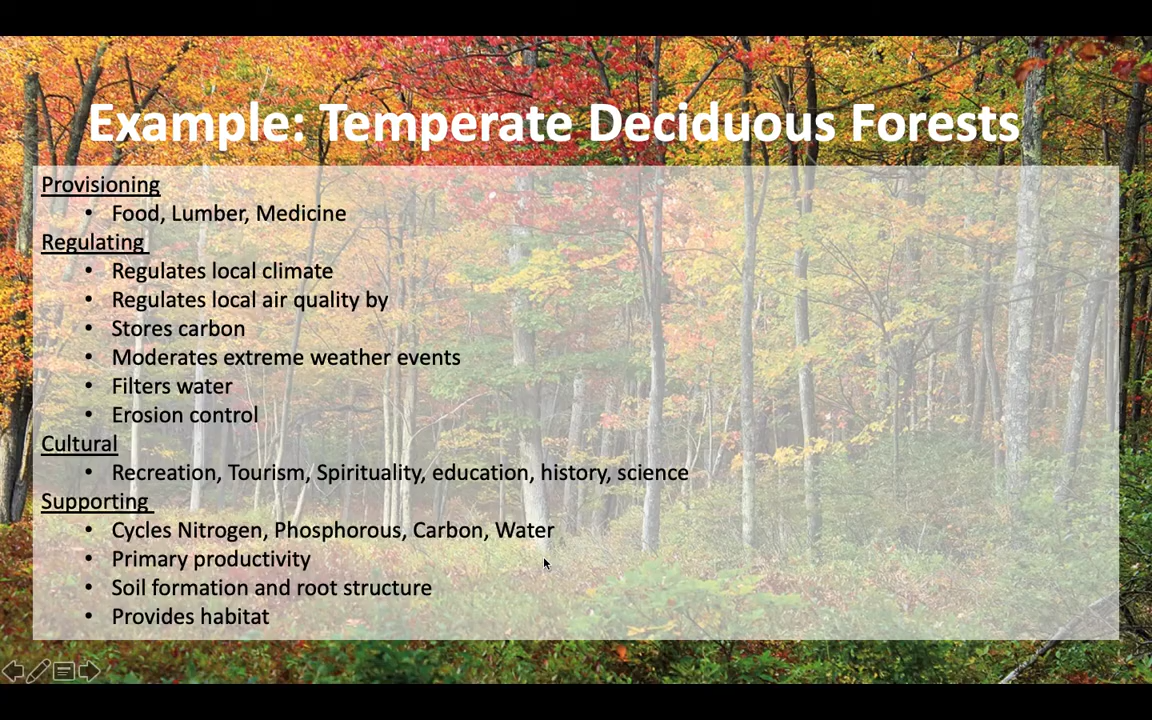 Example: Temperate Deciduous Forests
Provisioning
• Food, Lumber, Medicine
Regulating
• Regulates local climate
• Regulates local air quality by
• Stores carbon
• Moderates extreme weather events
• Filters water
• Erosion control
Cultural
• Recreation, Tourism, Spirituality, education, history, science
Supporting
• Cycles Nitrogen, Phosphorous, Carbon, Water
• Primary productivity
• Soil formation and root structure
• Provides habitat